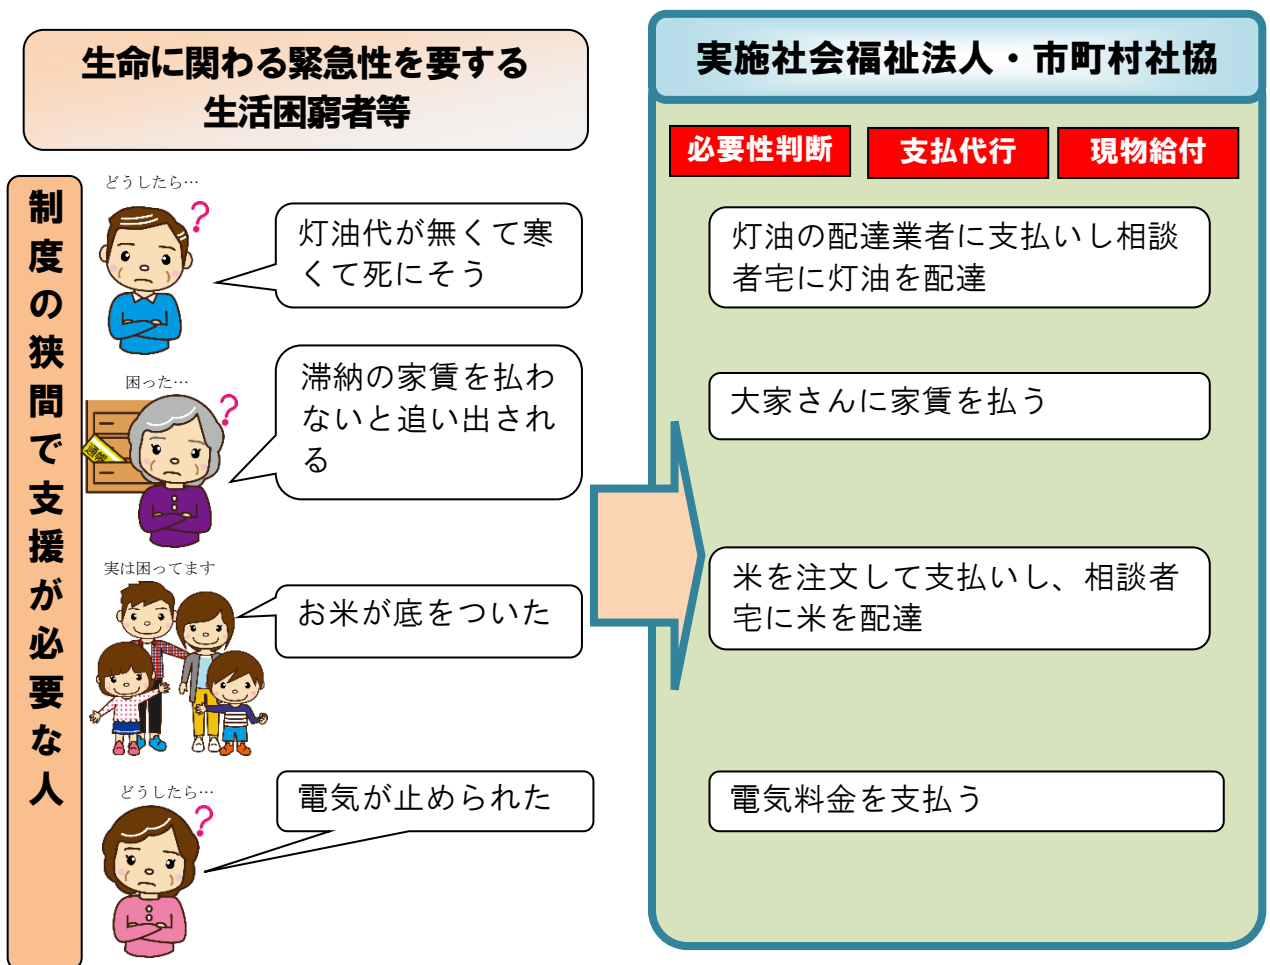 生命に関わる緊急性を要する
生活困窮者等
制度の狭間で支援が必要な人
どうしたら…
灯油代が無くて寒
くて死にそう
困った…
滞納の家賃を払わ
ないと追い出され
る
実は困ってます
お米が底をついた
どうしたら…
電気が止められた
実施社会福祉法人・市町村社協
必要性判断
支払代行
現物給付
灯油の配達業者に支払いし相談
者宅に灯油を配達
大家さんに家賃を払う
米を注文して支払いし、相談者
宅に米を配達
電気料金を支払う